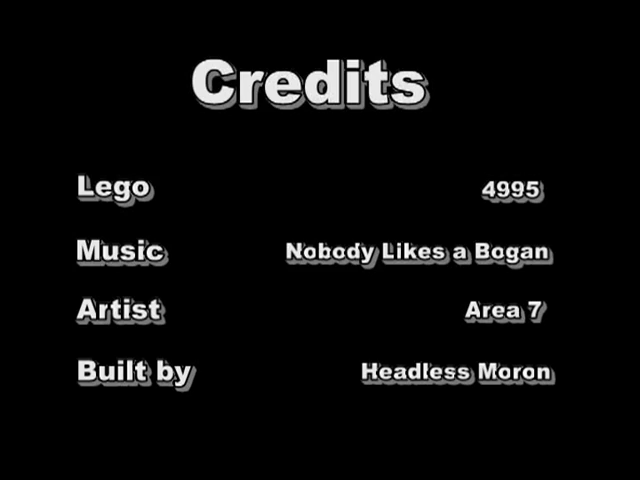 Credits
Lego 4995
Music Nobody Likes a Bogan
Artist Area 7
Built by Headless Moron